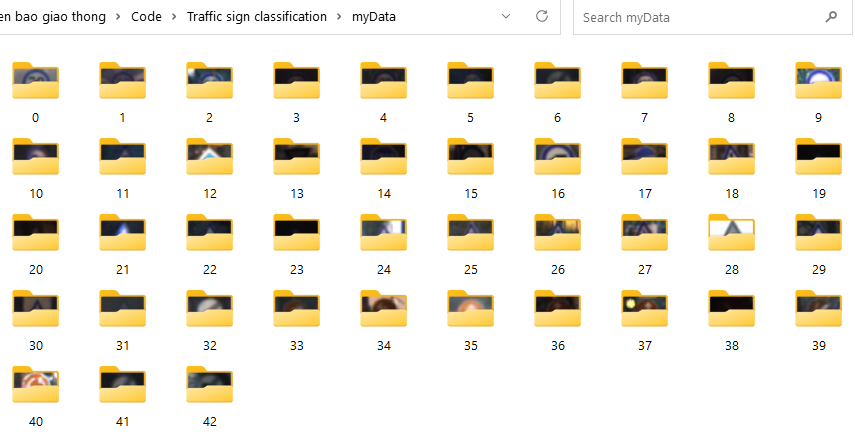 en bao giao thong > Code > Traffic sign classification > myData Search myData
0 1 2 3 4 5 6 7 8 9
10 11 12 13 14 15 16 17 18 19
20 21 22 23 24 25 26 27 28 29
30 31 32 33 34 35 36 37 38 39
40 41 42